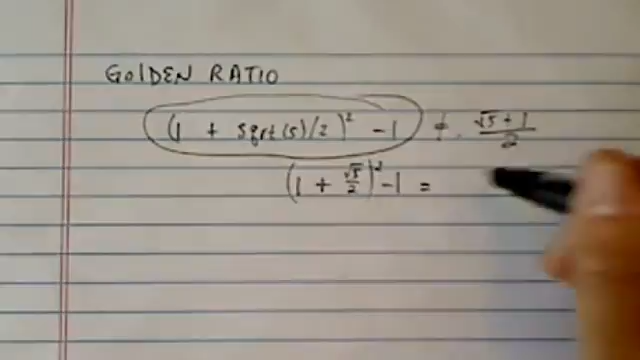 GOLDEN RATIO
(1 + sqrt(5)/2)² - 1 ≠ (√5 + 1)/2
(1 + √5/2)² - 1 =